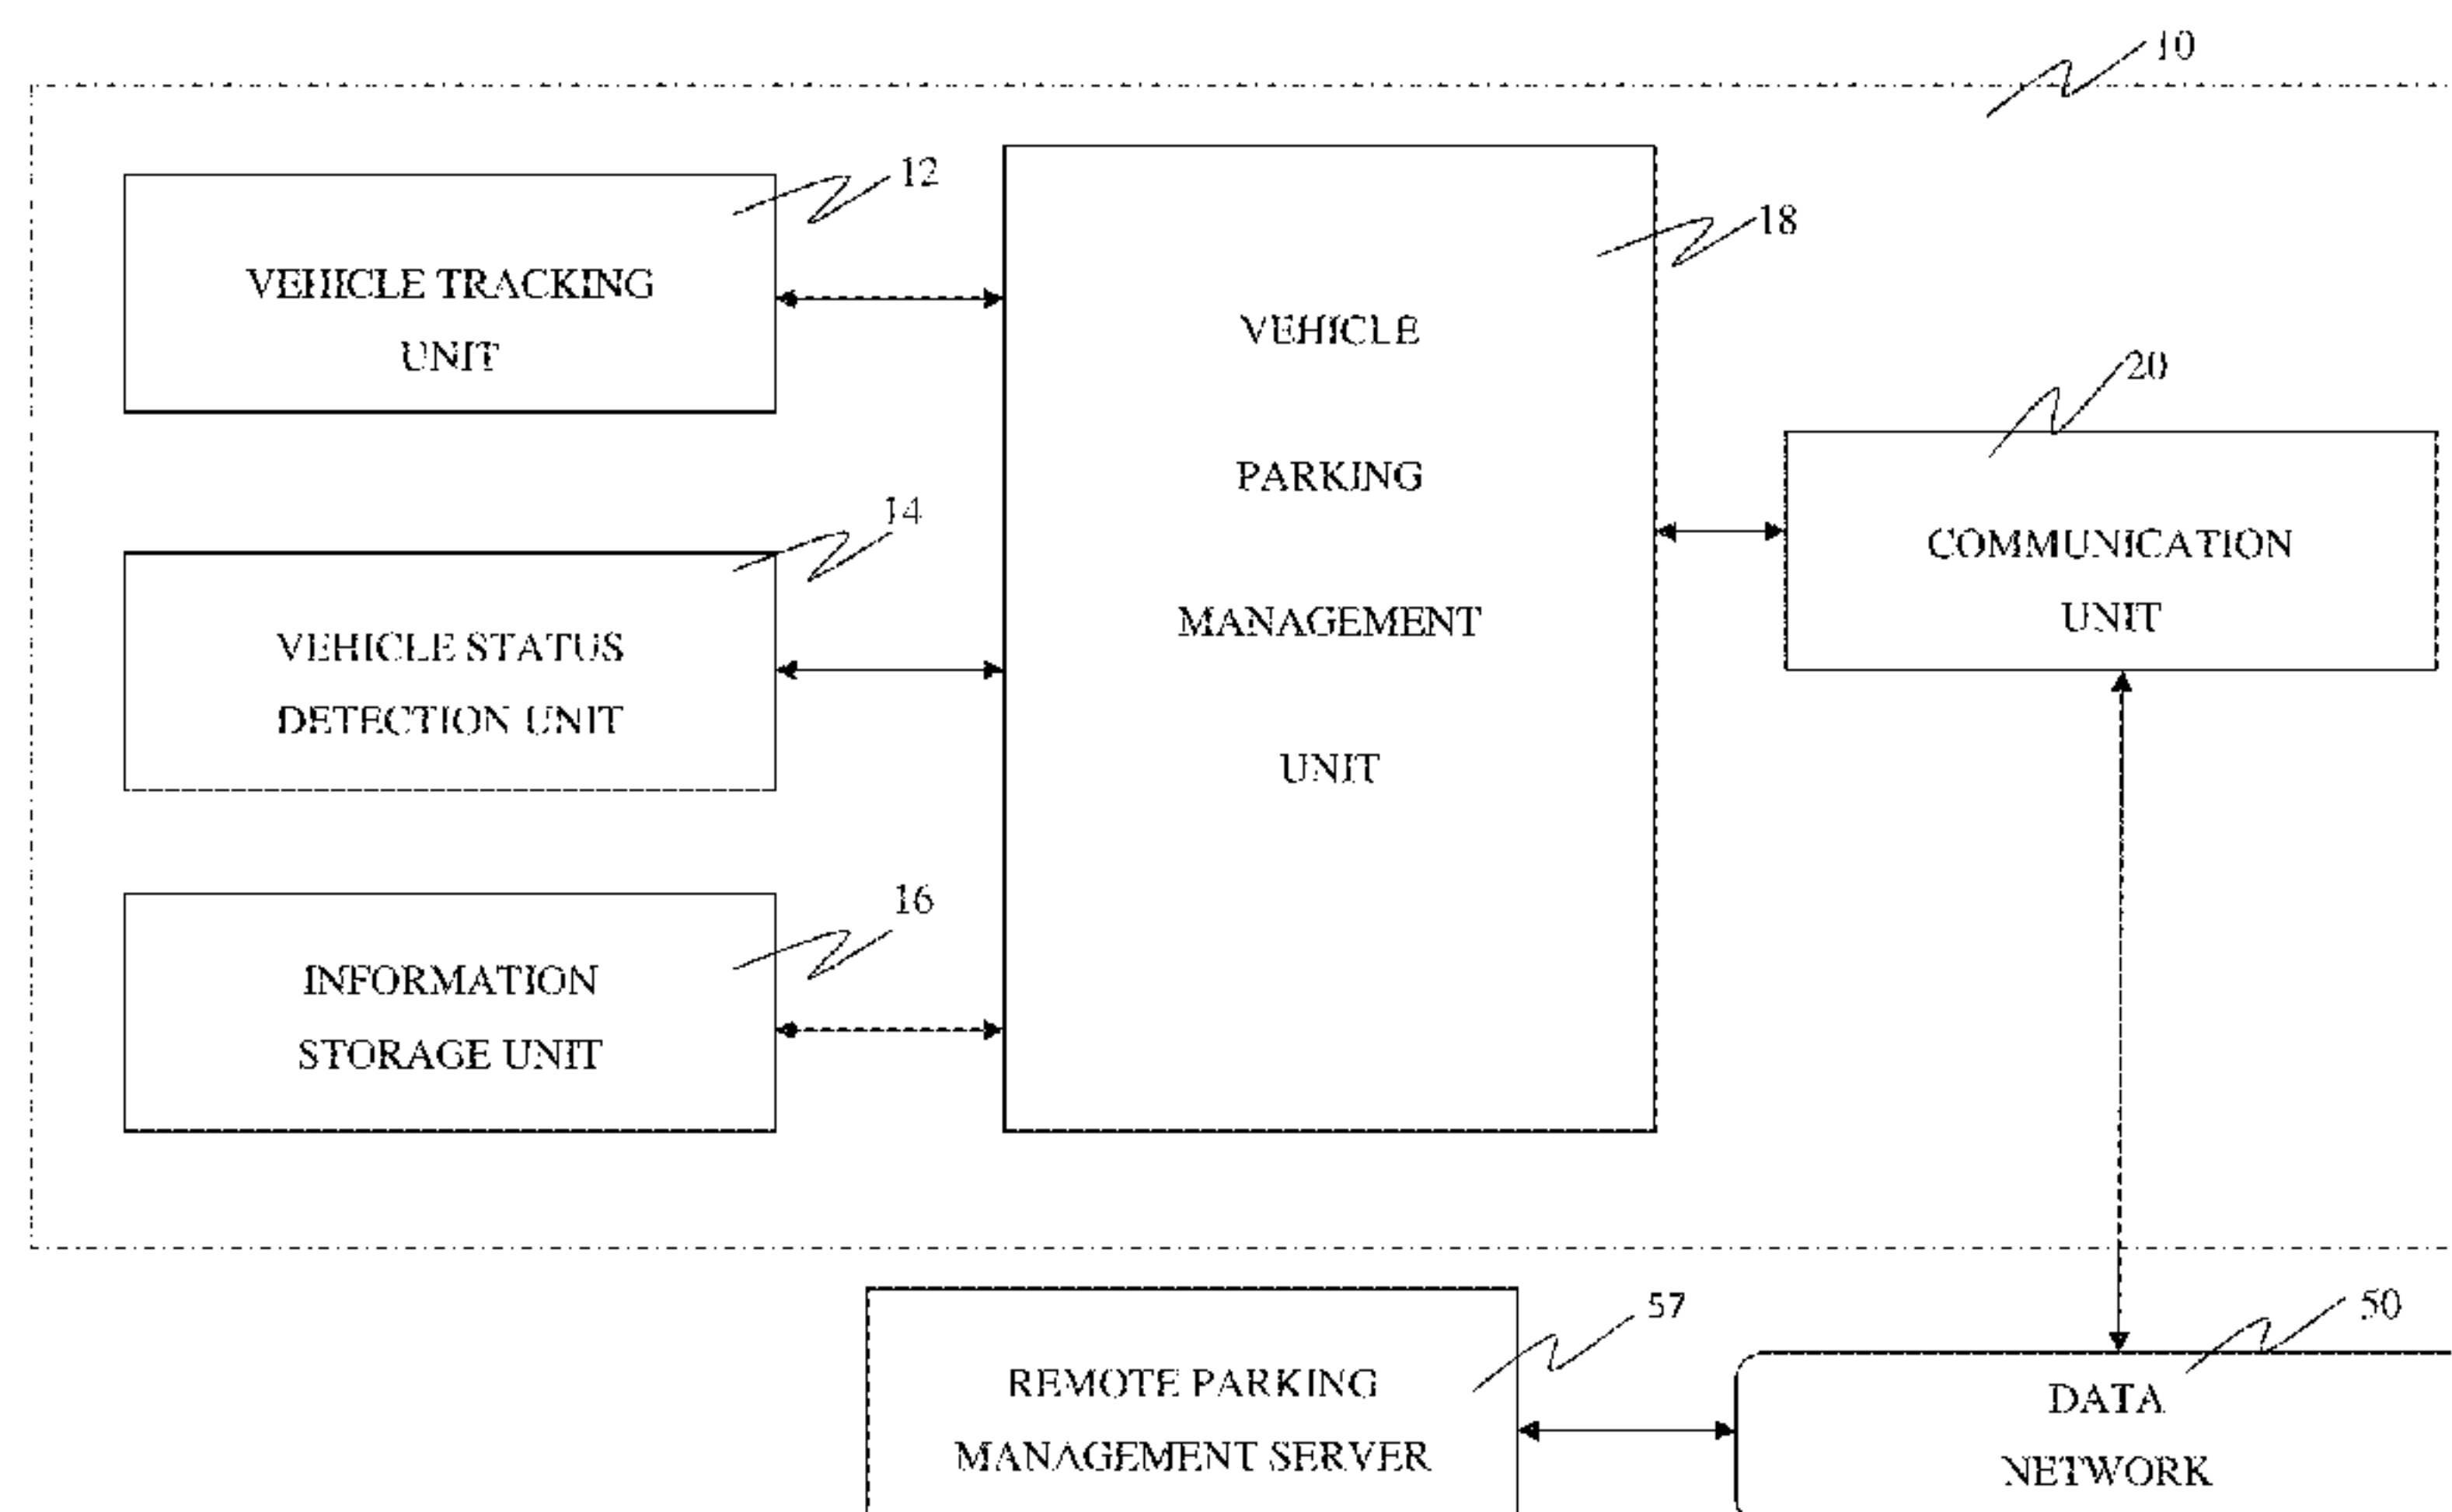 10
12
VEHICLE TRACKING
UNIT
18
VEHICLE
PARKING
MANAGEMENT
UNIT
20
COMMUNICATION
UNIT
14
VEHICLE STATUS
DETECTION UNIT
16
INFORMATION
STORAGE UNIT
57
REMOTE PARKING
MANAGEMENT SERVER
50
DATA
NETWORK